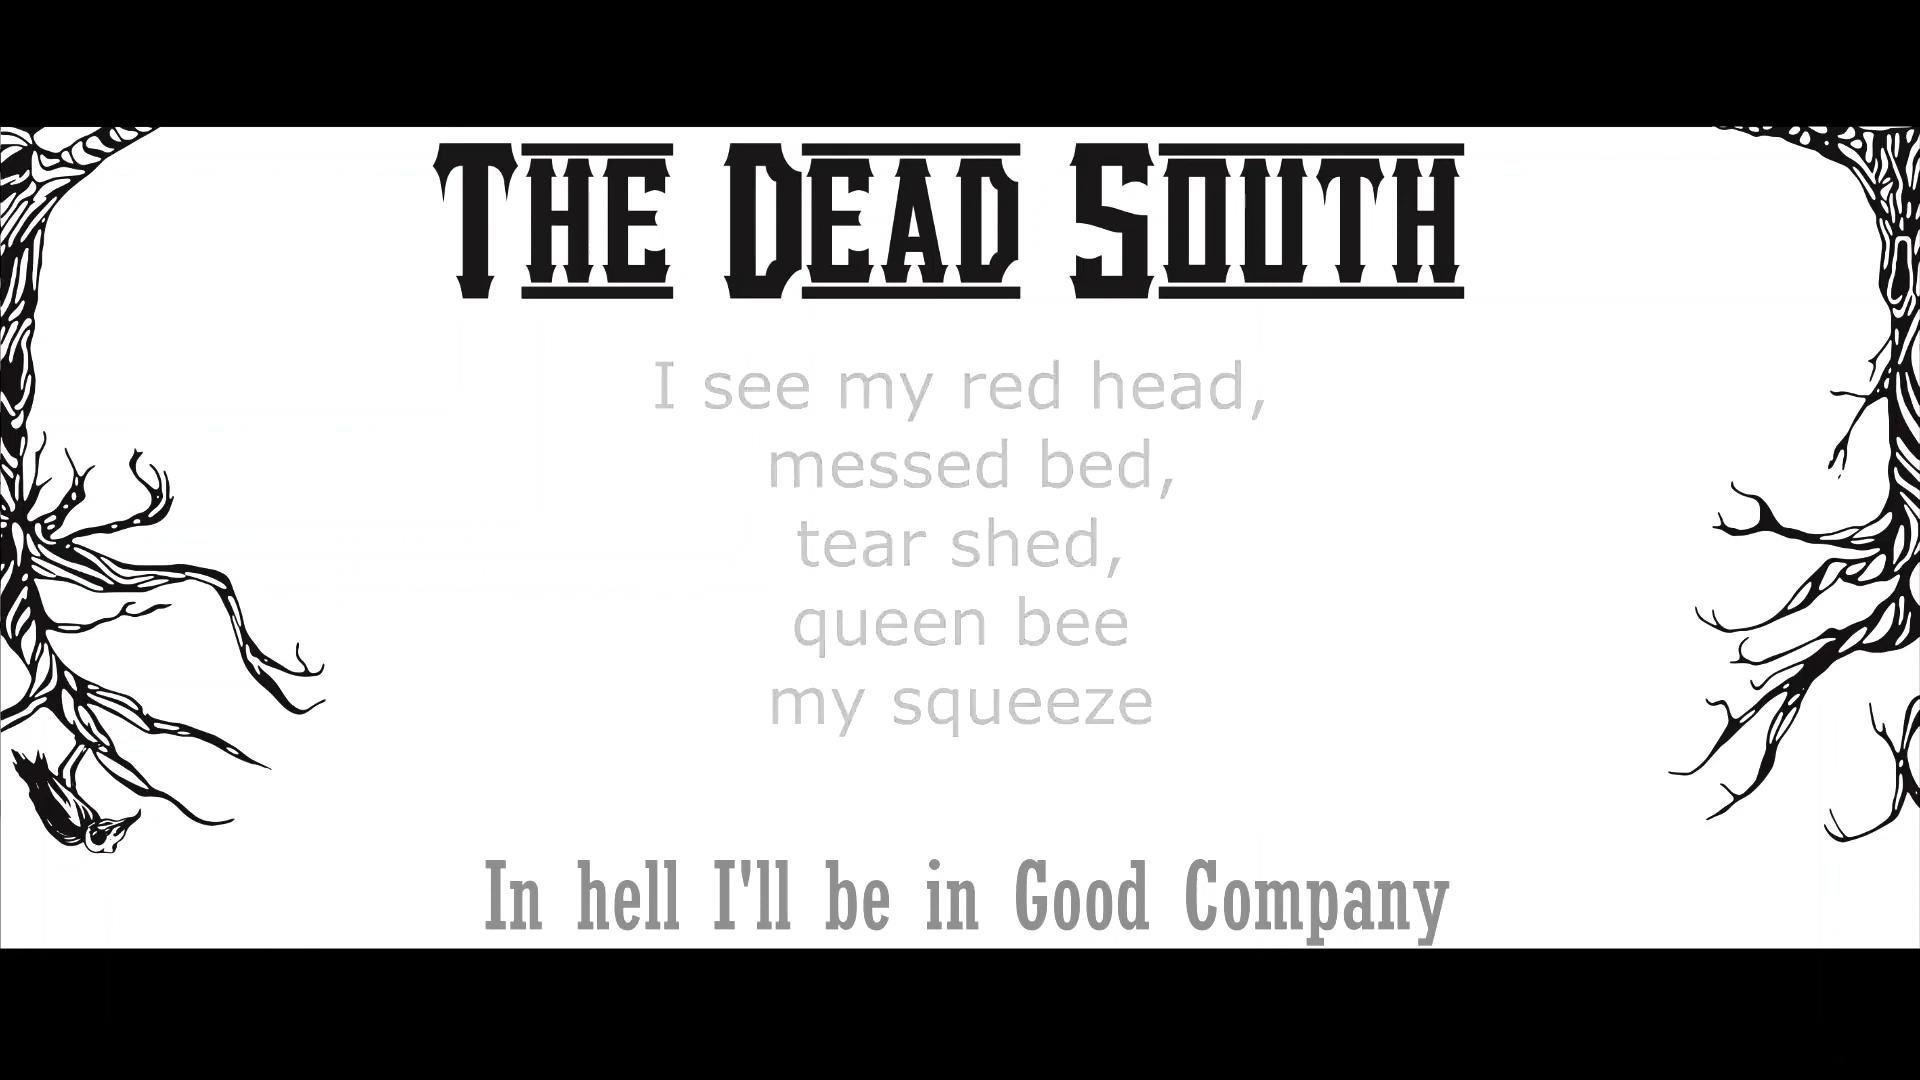 The Dead South
I see my red head,
messed bed,
tear shed,
queen bee
my squeeze
In hell I'll be in Good Company